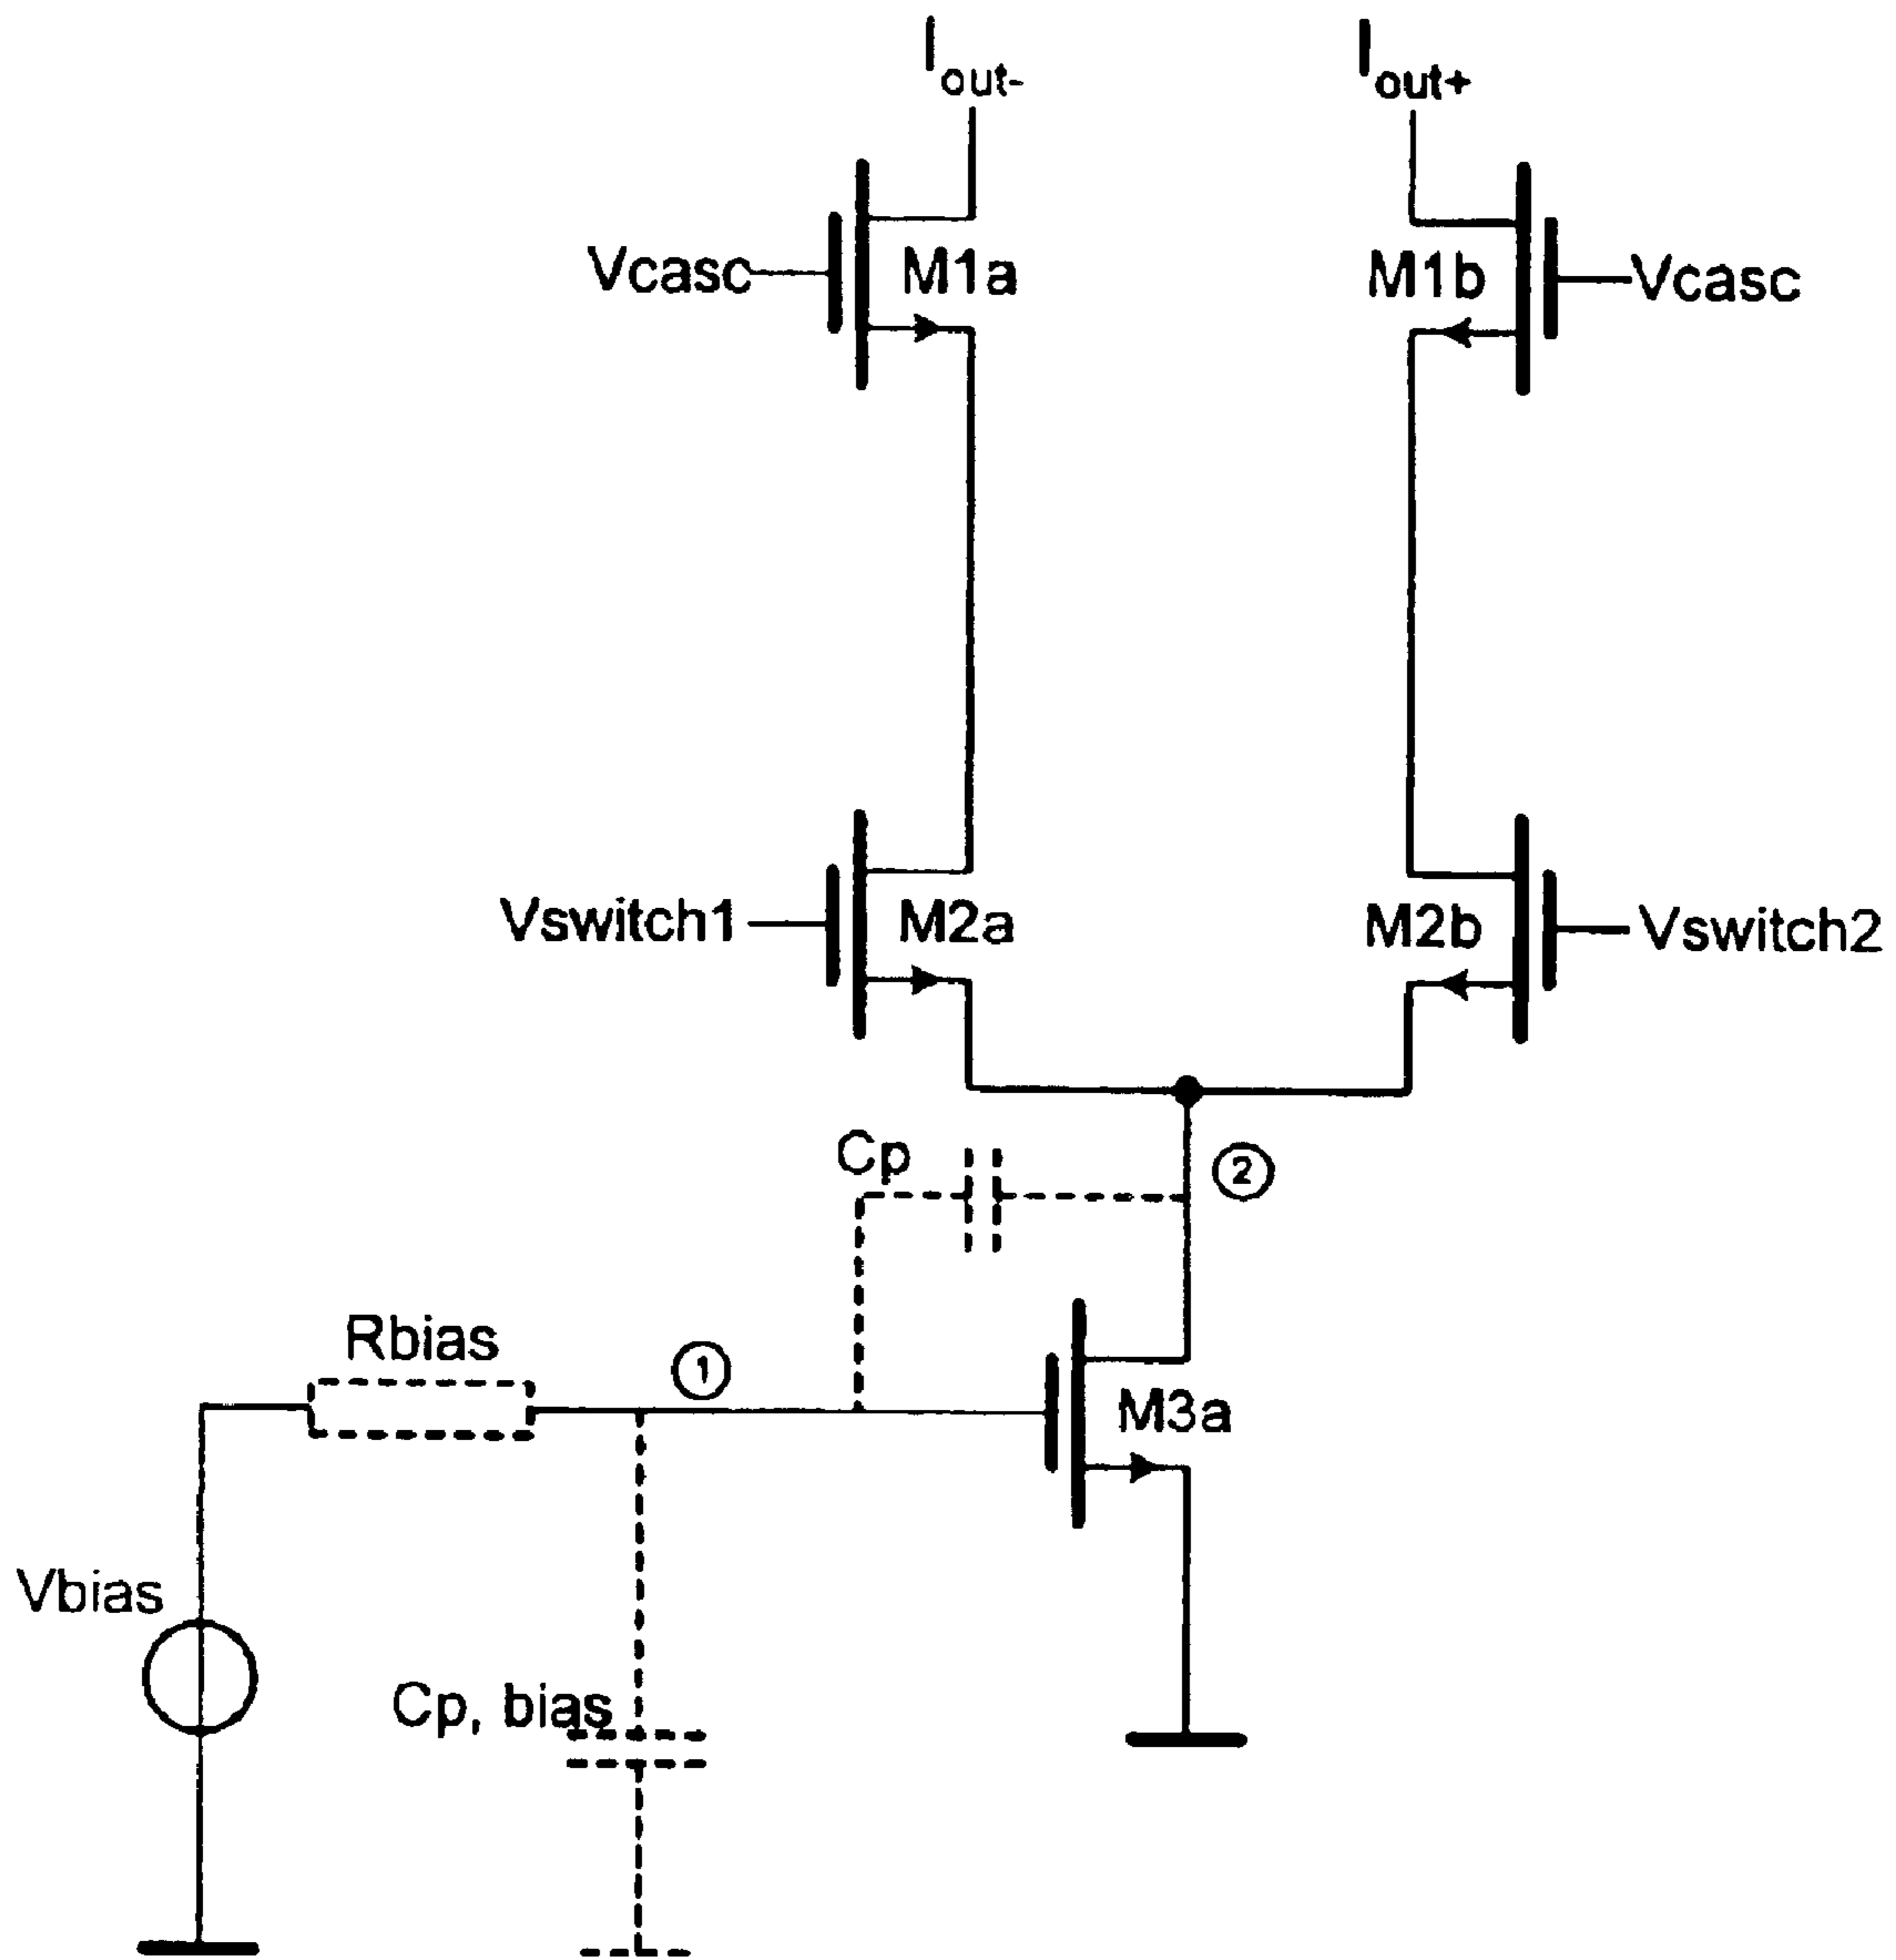 Iout- Iout+
Vcasc M1a M1b Vcasc
Vswitch1 M2a M2b Vswitch2
Cp 2
Rbias 1
M3a
Vbias
Cp, bias